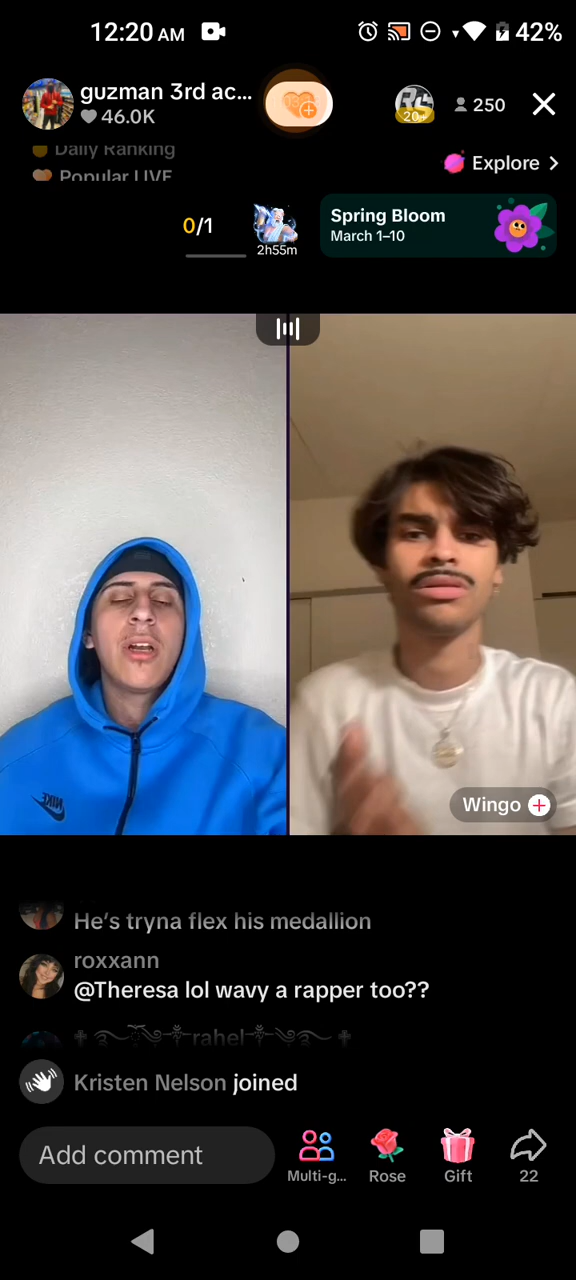 12:20 AM
42%
guzman 3rd ac...
46.0K
20+
250
Daily Ranking
Popular LIVE
Explore
0/1
2h55m
Spring Bloom
March 1–10
NIKE
Wingo
He's tryna flex his medallion
roxxann
@Theresa lol wavy a rapper too??
rahel
Kristen Nelson joined
Add comment
Multi-g...
Rose
Gift
22